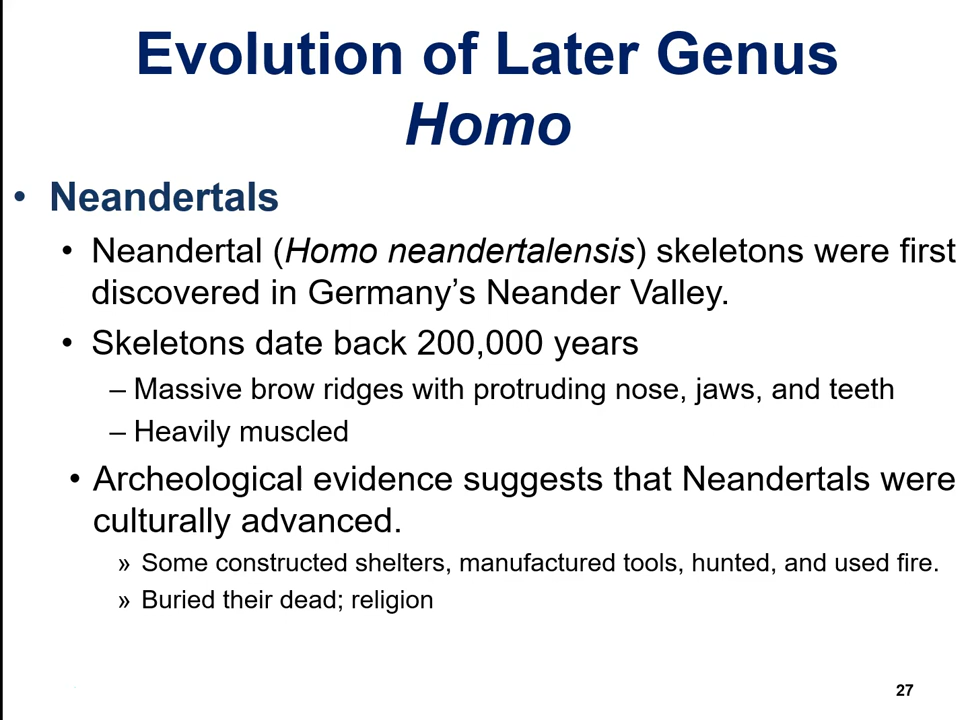 Evolution of Later Genus
Homo
• Neandertals
• Neandertal (Homo neandertalensis) skeletons were first
discovered in Germany’s Neander Valley.
• Skeletons date back 200,000 years
– Massive brow ridges with protruding nose, jaws, and teeth
– Heavily muscled
• Archeological evidence suggests that Neandertals were
culturally advanced.
» Some constructed shelters, manufactured tools, hunted, and used fire.
» Buried their dead; religion
27